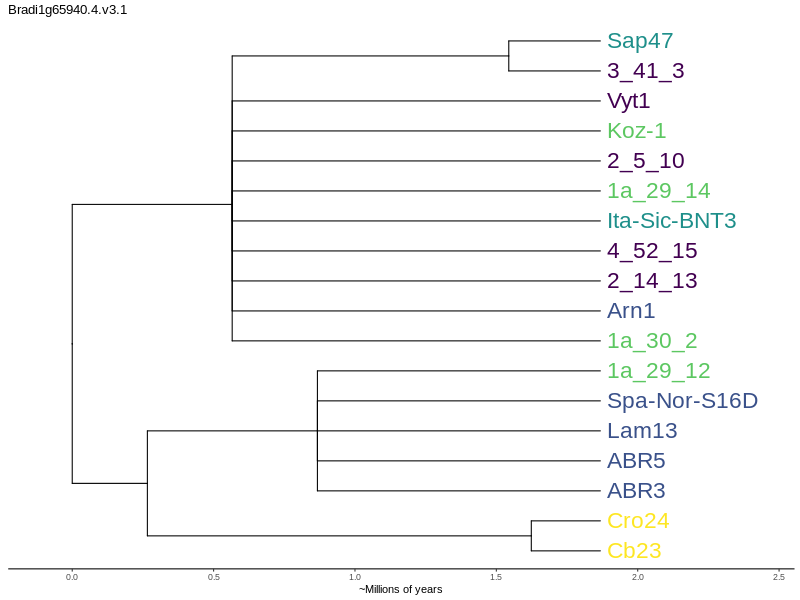 Bradi1g65940.4.v3.1
Sap47
3_41_3
Vyt1
Koz-1
2_5_10
1a_29_14
Ita-Sic-BNT3
4_52_15
2_14_13
Arn1
1a_30_2
1a_29_12
Spa-Nor-S16D
Lam13
ABR5
ABR3
Cro24
Cb23
0.0 0.5 1.0 1.5 2.0 2.5
~Millions of years